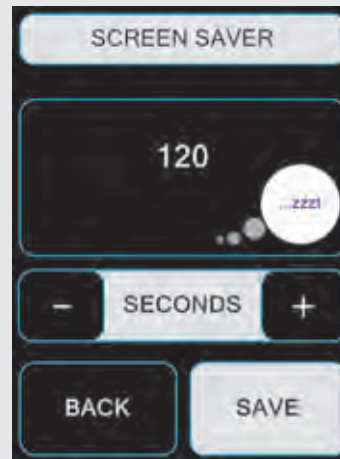 SCREEN SAVER
120
...zzz!
- SECONDS +
BACK SAVE